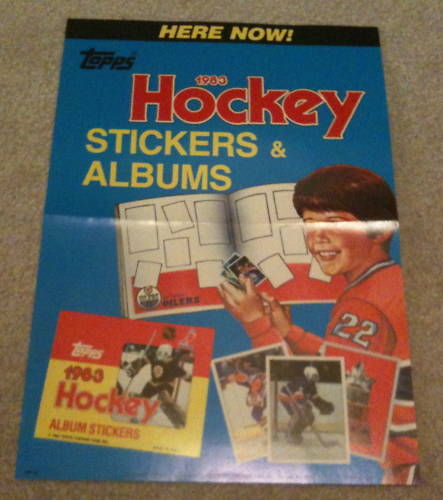 HERE NOW!
topps
1983
Hockey
STICKERS &
ALBUMS
OILERS
22
topps
1983
Hockey
ALBUM STICKERS